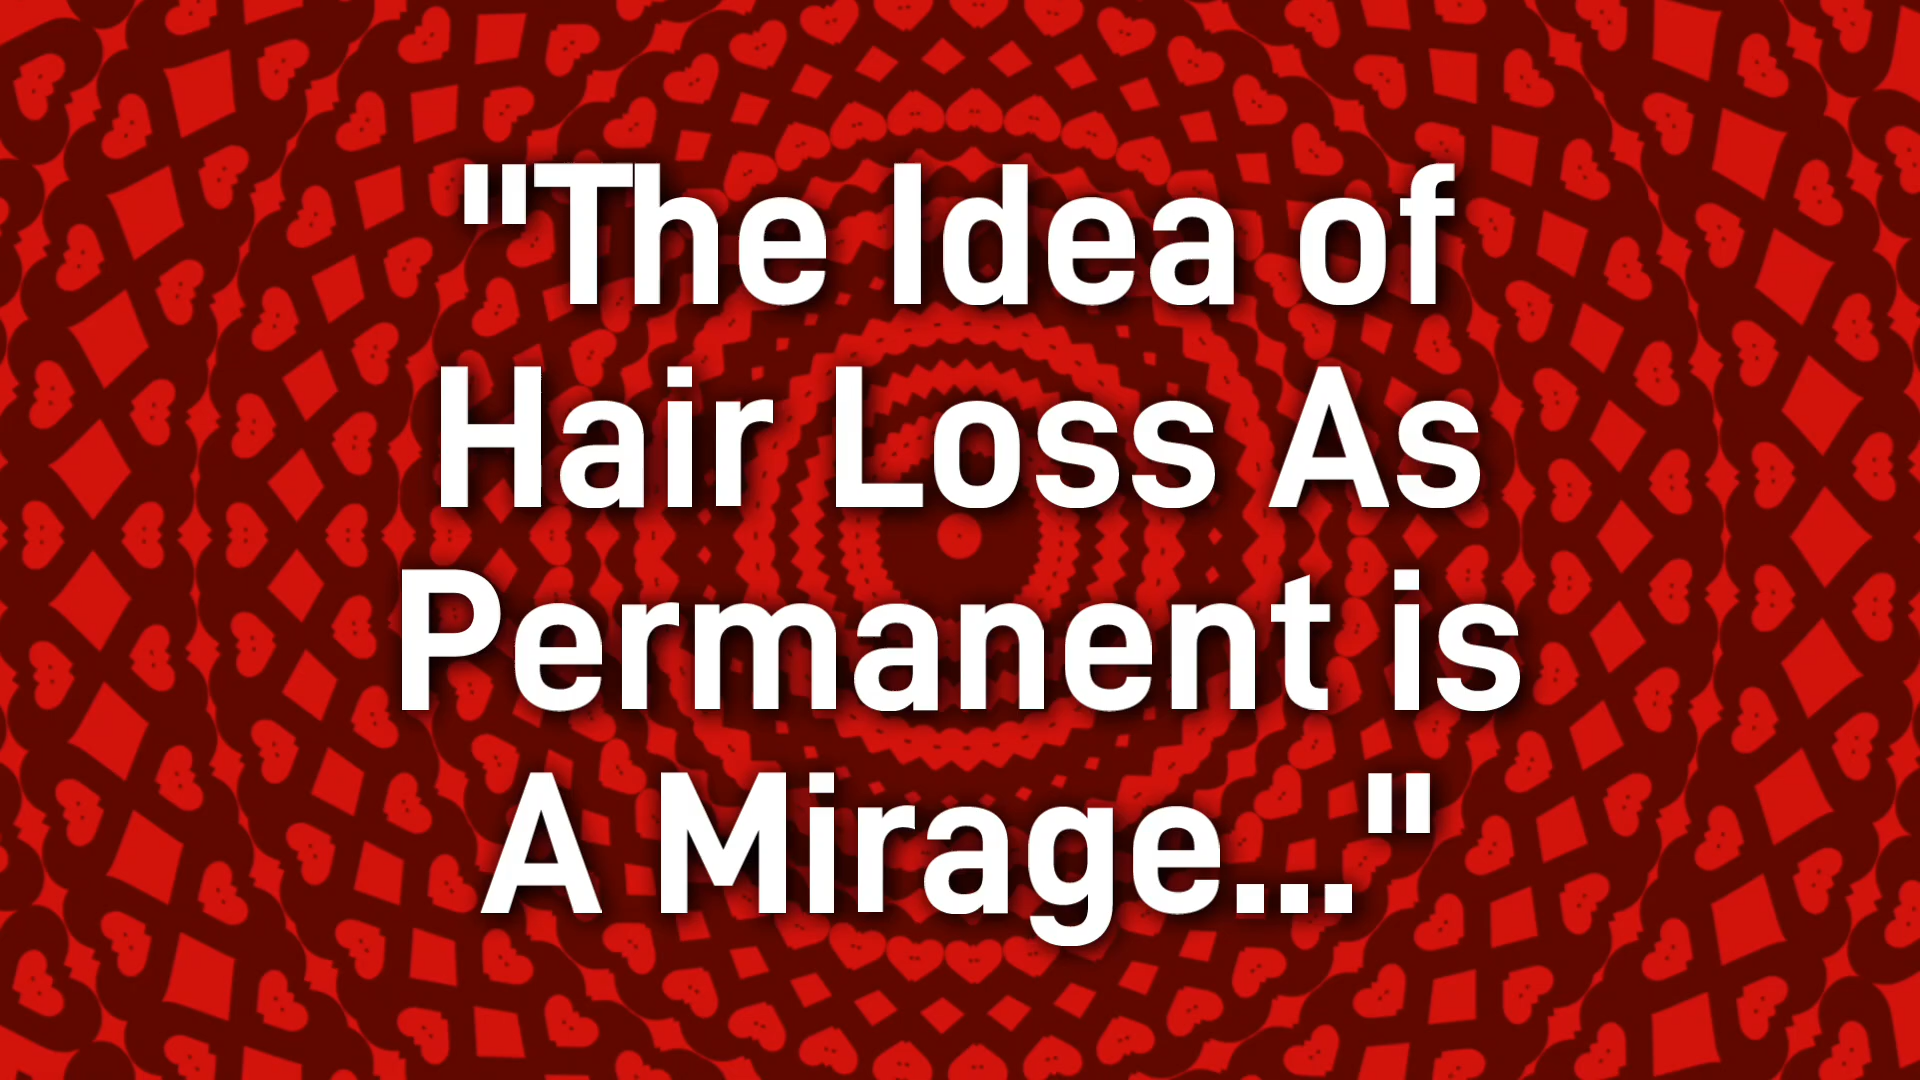 "The Idea of
Hair Loss As
Permanent is
A Mirage..."